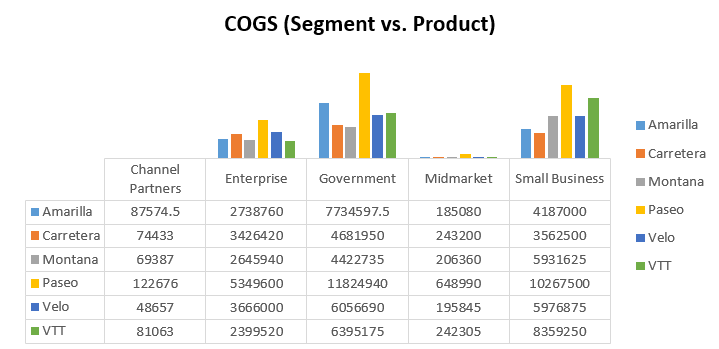 COGS (Segment vs. Product)
Amarilla
Carretera
Montana
Paseo
Velo
VTT
Channel Partners Enterprise Government Midmarket Small Business
Amarilla 87574.5 2738760 7734597.5 185080 4187000
Carretera 74433 3426420 4681950 243200 3562500
Montana 69387 2645940 4422735 206360 5931625
Paseo 122676 5349600 11824940 648990 10267500
Velo 48657 3666000 6056690 195845 5976875
VTT 81063 2399520 6395175 242305 8359250